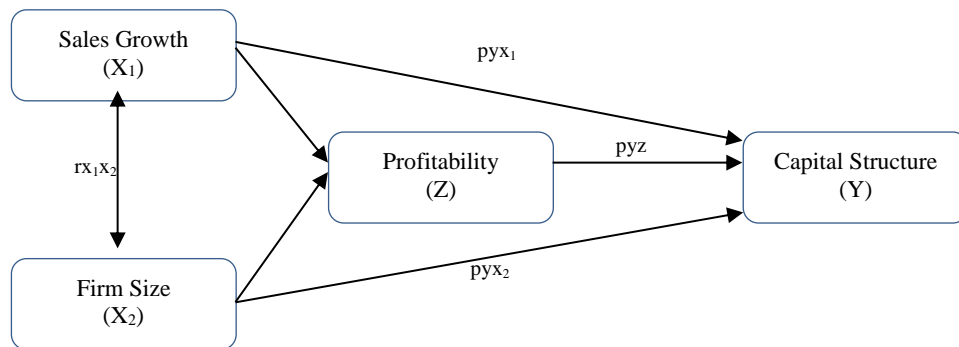 Sales Growth
(X₁)
pyx₁
rx₁x₂
Profitability
(Z)
pyz
Capital Structure
(Y)
Firm Size
(X₂)
pyx₂